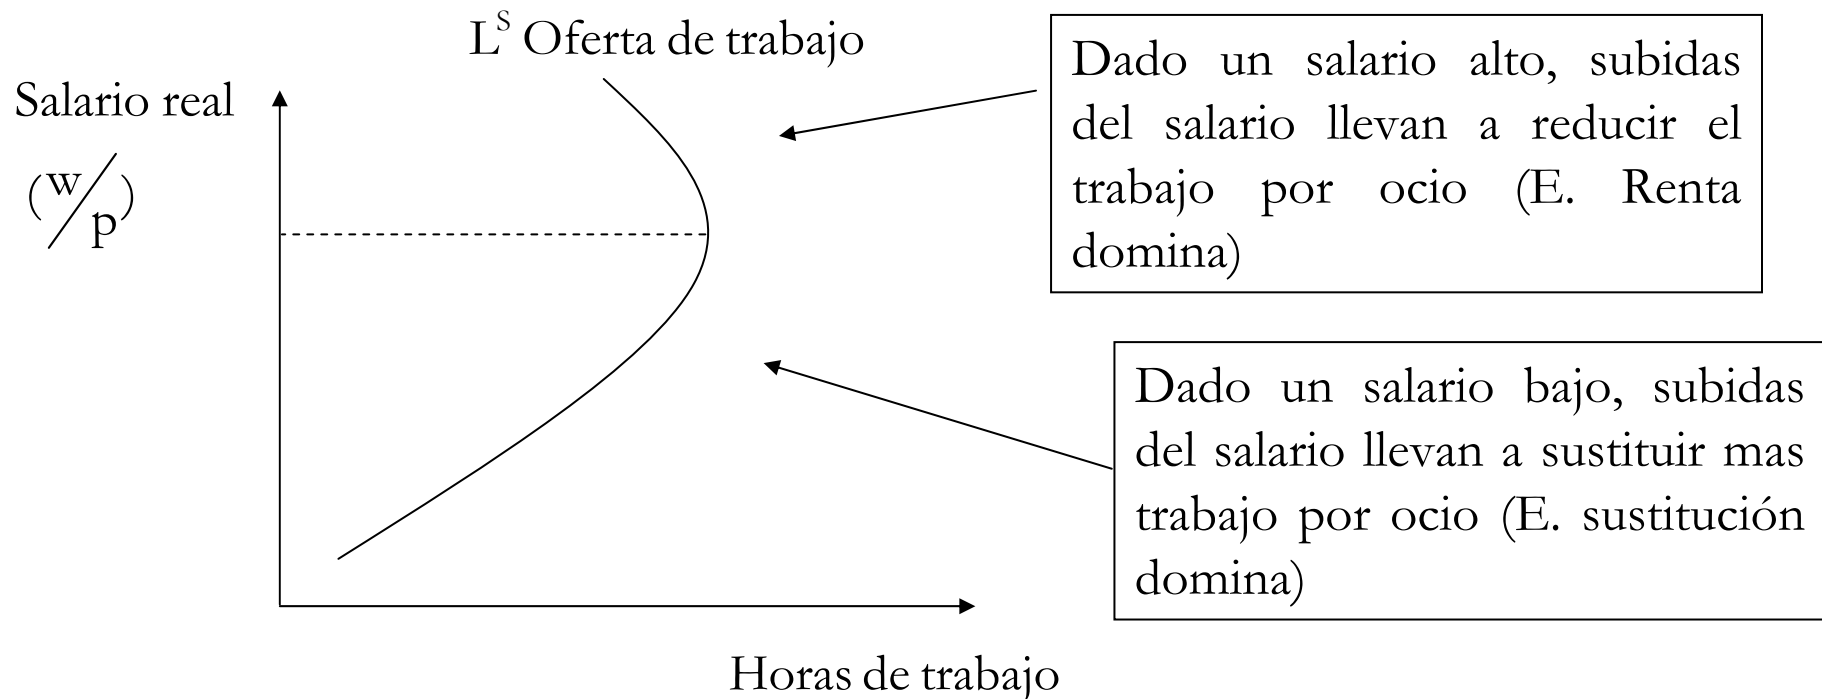 L^S Oferta de trabajo
Salario real
(w/p)
Dado un salario alto, subidas
del salario llevan a reducir el
trabajo por ocio (E. Renta
domina)
Dado un salario bajo, subidas
del salario llevan a sustituir mas
trabajo por ocio (E. sustitución
domina)
Horas de trabajo